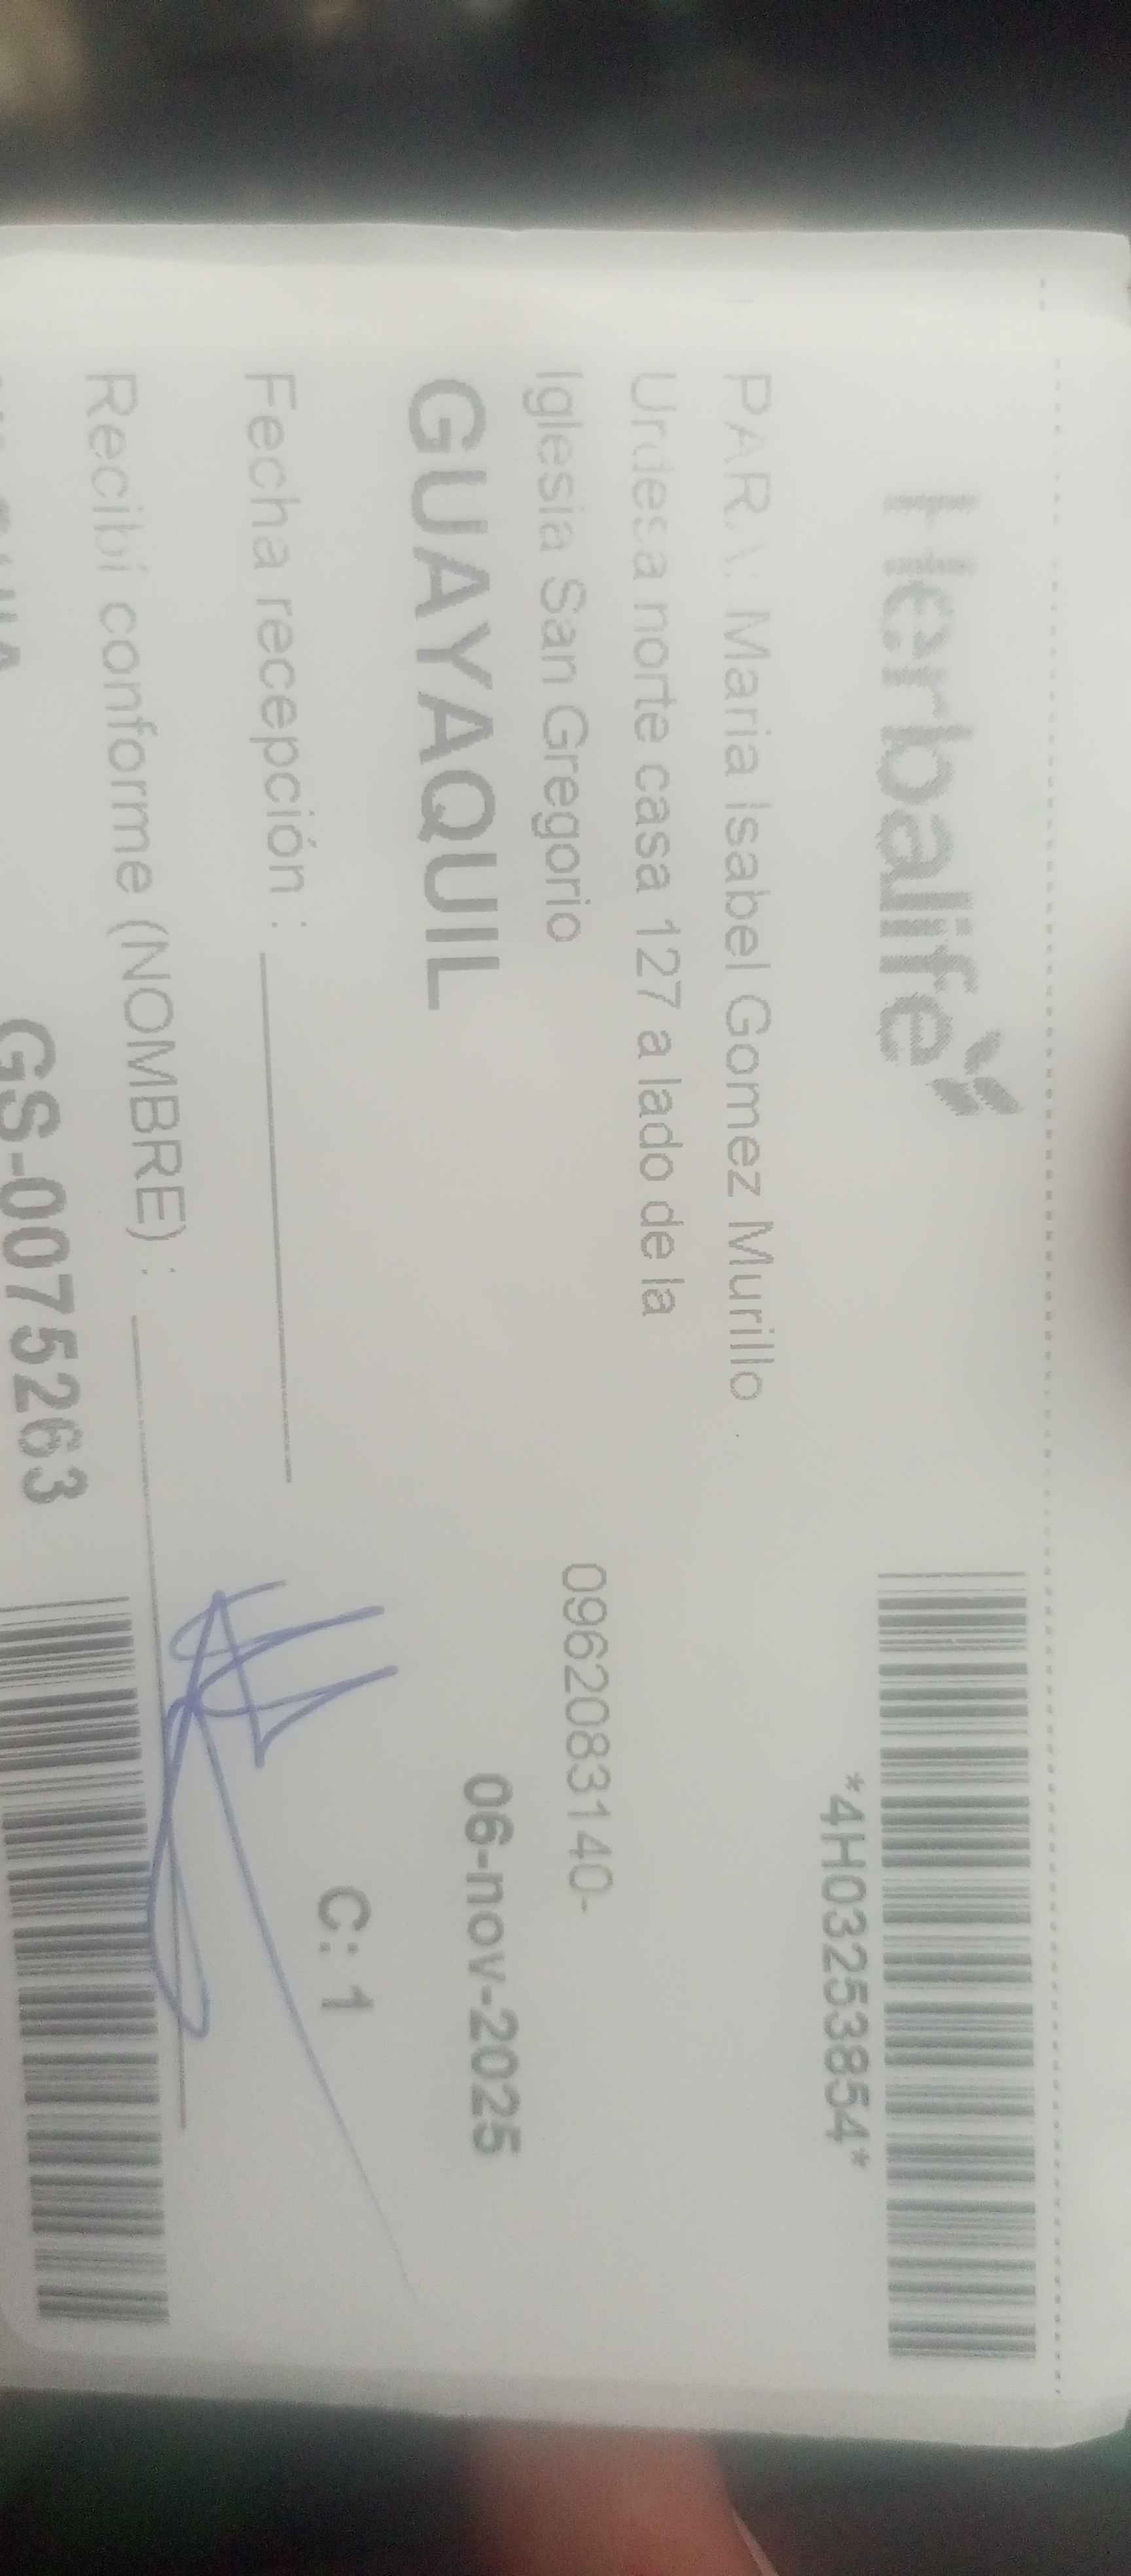 Herbalife
*4H03253854*
PARA: Maria Isabel Gomez Murillo
Urdesa norte casa 127 a lado de la
Iglesia San Gregorio
0962083140-
GUAYAQUIL
06-nov-2025
Fecha recepción :
C: 1
Recibí conforme (NOMBRE) :
GS-0075263